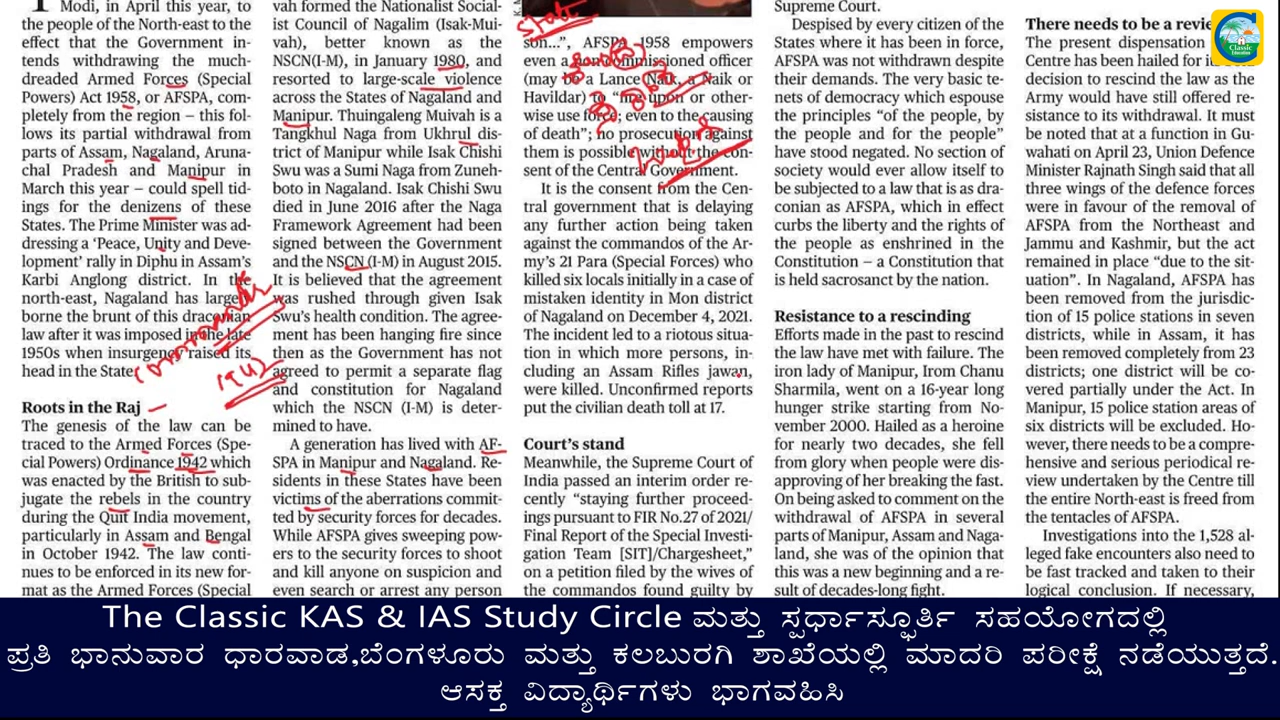 Modi, in April this year, to
the people of the North-east to the
effect that the Government in-
tends withdrawing the much-
dreaded Armed Forces (Special
Powers) Act 1958, or AFSPA, com-
pletely from the region – this fol-
lows its partial withdrawal from
parts of Assam, Nagaland, Aruna-
chal Pradesh and Manipur in
March this year – could spell tid-
ings for the denizens of these
States. The Prime Minister was ad-
dressing a ‘Peace, Unity and Deve-
lopment’ rally in Diphu in Assam’s
Karbi Anglong district. In the
north-east, Nagaland has largely
borne the brunt of this draconian
law after it was imposed in the late
1950s when insurgency raised its
head in the State.
Roots in the Raj
The genesis of the law can be
traced to the Armed Forces (Spe-
cial Powers) Ordinance 1942 which
was enacted by the British to sub-
jugate the rebels in the country
during the Quit India movement,
particularly in Assam and Bengal
in October 1942. The law conti-
nues to be enforced in its new for-
mat as the Armed Forces (Special
vah formed the Nationalist Social-
ist Council of Nagalim (Isak-Mui-
vah), better known as the
NSCN(I-M), in January 1980, and
resorted to large-scale violence
across the States of Nagaland and
Manipur. Thuingaleng Muivah is a
Tangkhul Naga from Ukhrul dis-
trict of Manipur while Isak Chishi
Swu was a Sumi Naga from Zunhe-
boto in Nagaland. Isak Chishi Swu
died in June 2016 after the Naga
Framework Agreement had been
signed between the Government
and the NSCN (I-M) in August 2015.
It is believed that the agreement
was rushed through given Isak
Swu’s health condition. The agree-
ment has been hanging fire since
then as the Government has not
agreed to permit a separate flag
and constitution for Nagaland
which the NSCN (I-M) is deter-
mined to have.
A generation has lived with AF-
SPA in Manipur and Nagaland. Re-
sidents in these States have been
victims of the aberrations commit-
ted by security forces for decades.
While AFSPA gives sweeping pow-
ers to the security forces to shoot
and kill anyone on suspicion and
even search or arrest any person
son...”, AFSPA 1958 empowers
even a non-commissioned officer
(may be a Lance Naik, a Naik or
Havildar) to “fire upon or other-
wise use force; even to the causing
of death”; no prosecution against
them is possible without the con-
sent of the Central Government.
It is the consent from the Cen-
tral government that is delaying
any further action being taken
against the commandos of the Ar-
my’s 21 Para (Special Forces) who
killed six locals initially in a case of
mistaken identity in Mon district
of Nagaland on December 4, 2021.
The incident led to a riotous situa-
tion in which more persons, in-
cluding an Assam Rifles jawan,
were killed. Unconfirmed reports
put the civilian death toll at 17.
Court’s stand
Meanwhile, the Supreme Court of
India passed an interim order re-
cently “staying further proceed-
ings pursuant to FIR No.27 of 2021/
Final Report of the Special Investi-
gation Team [SIT]/Chargesheet,”
on a petition filed by the wives of
the commandos found guilty by
Supreme Court.
Despised by every citizen of the
States where it has been in force,
AFSPA was not withdrawn despite
their demands. The very basic te-
nets of democracy which espouse
the principles “of the people, by
the people and for the people”
have stood negated. No section of
society would ever allow itself to
be subjected to a law that is as dra-
conian as AFSPA, which in effect
curbs the liberty and the rights of
the people as enshrined in the
Constitution – a Constitution that
is held sacrosanct by the nation.
Resistance to a rescinding
Efforts made in the past to rescind
the law have met with failure. The
iron lady of Manipur, Irom Chanu
Sharmila, went on a 16-year long
hunger strike starting from No-
vember 2000. Hailed as a heroine
for nearly two decades, she fell
from glory when people were dis-
approving of her breaking the fast.
On being asked to comment on the
withdrawal of AFSPA in several
parts of Manipur, Assam and Naga-
land, she was of the opinion that
this was a new beginning and a re-
sult of decades-long fight.
There needs to be a
The present dispensation
Centre has been hailed for
decision to rescind the law as the
Army would have still offered re-
sistance to its withdrawal. It must
be noted that at a function in Gu-
wahati on April 23, Union Defence
Minister Rajnath Singh said that all
three wings of the defence forces
were in favour of the removal of
AFSPA from the Northeast and
Jammu and Kashmir, but the act
remained in place “due to the sit-
uation”. In Nagaland, AFSPA has
been removed from the jurisdic-
tion of 15 police stations in seven
districts, while in Assam, it has
been removed completely from 23
districts; one district will be co-
vered partially under the Act. In
Manipur, 15 police station areas of
six districts will be excluded. Ho-
wever, there needs to be a compre-
hensive and serious periodical re-
view undertaken by the Centre till
the entire North-east is freed from
the tentacles of AFSPA.
Investigations into the 1,528 al-
leged fake encounters also need to
be fast tracked and taken to their
logical conclusion. If necessary,
Classic
Education
The Classic KAS & IAS Study Circle ಮತ್ತು ಸ್ಪರ್ಧಾಸ್ಫೂರ್ತಿ ಸಹಯೋಗದಲ್ಲಿ
ಪ್ರತಿ ಭಾನುವಾರ ಧಾರವಾಡ,ಬೆಂಗಳೂರು ಮತ್ತು ಕಲಬುರಗಿ ಶಾಖೆಯಲ್ಲಿ ಮಾದರಿ ಪರೀಕ್ಷೆ ನಡೆಯುತ್ತದೆ.
ಆಸಕ್ತ ವಿದ್ಯಾರ್ಥಿಗಳು ಭಾಗವಹಿಸಿ